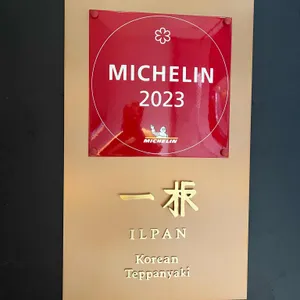 MICHELIN
2023
MICHELIN
一板
ILPAN
Korean
Teppanyaki